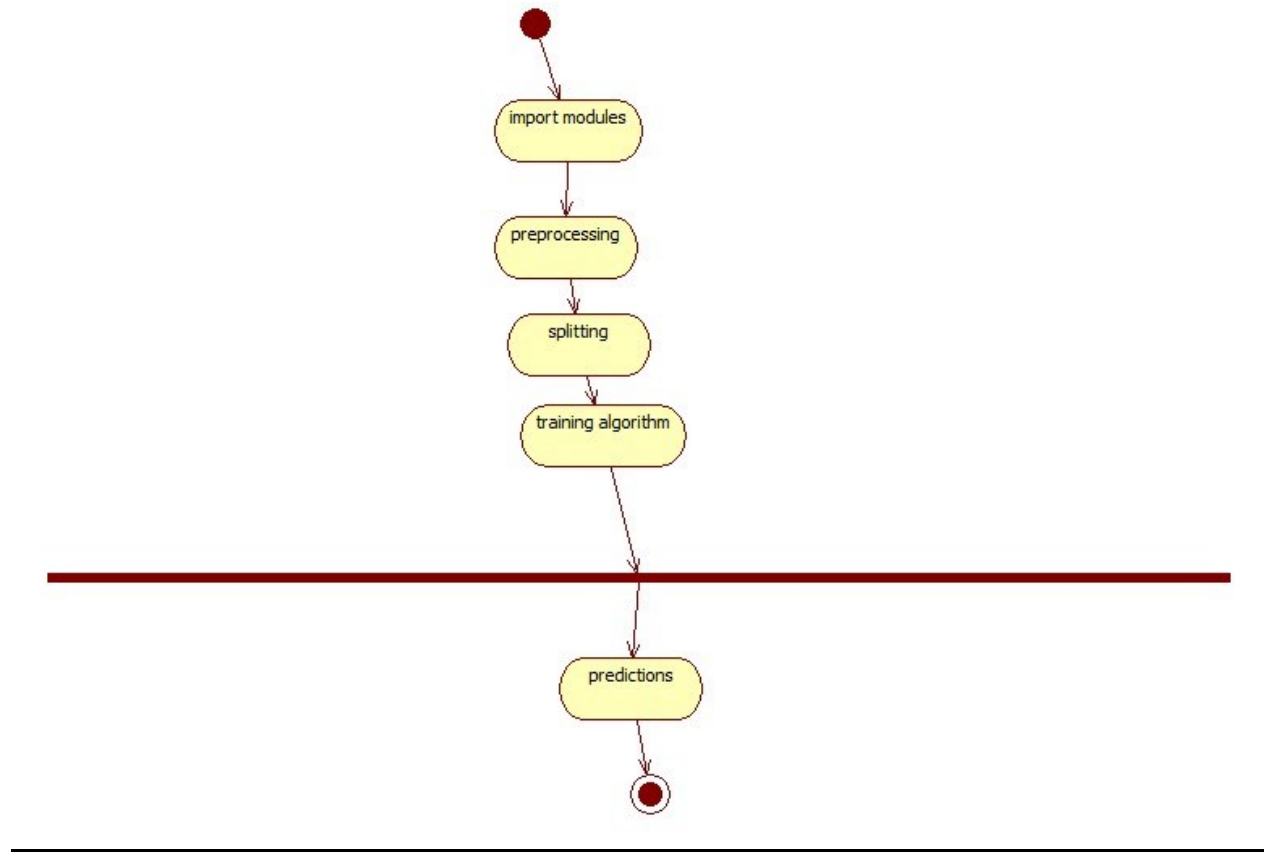 import modules
preprocessing
splitting
training algorithm
predictions